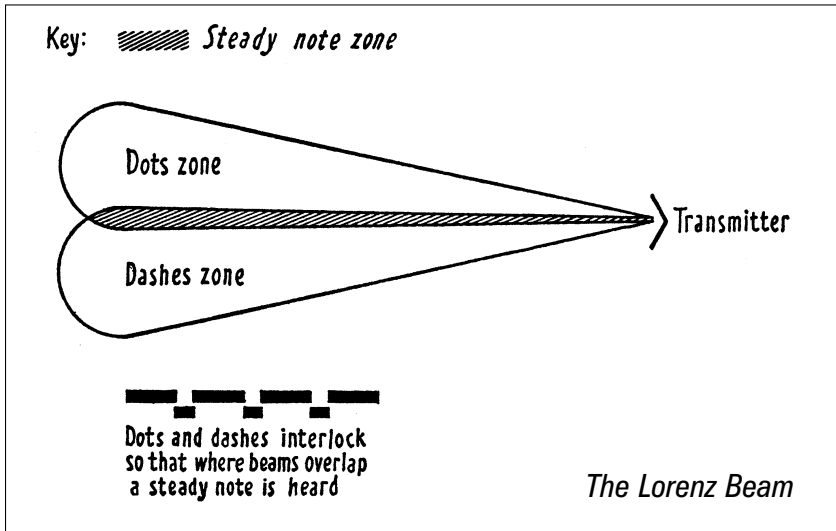 Key: Steady note zone
Dots zone
Transmitter
Dashes zone
Dots and dashes interlock
so that where beams overlap
a steady note is heard
The Lorenz Beam